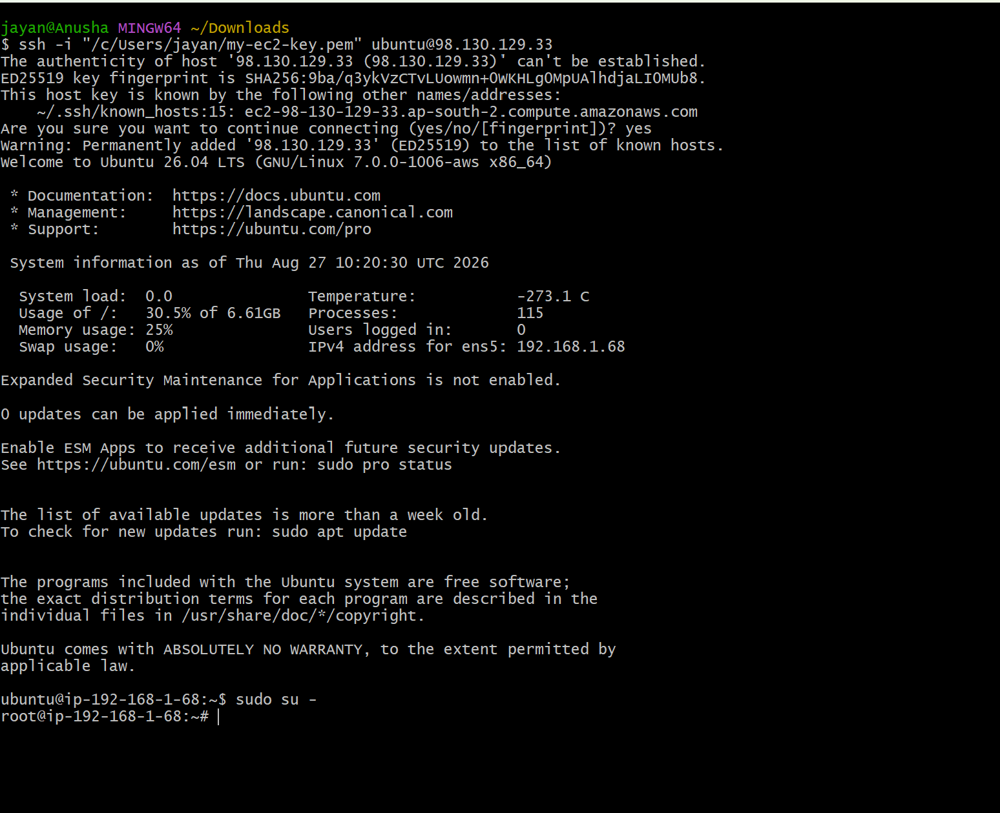 jayan@Anusha MINGW64 ~/Downloads
$ ssh -i "/c/Users/jayan/my-ec2-key.pem" ubuntu@98.130.129.33
The authenticity of host '98.130.129.33 (98.130.129.33)' can't be established.
ED25519 key fingerprint is SHA256:9ba/q3ykVzCTvLUowmn+OWKHLgOMpUAlhdjaLIOMUb8.
This host key is known by the following other names/addresses:
    ~/.ssh/known_hosts:15: ec2-98-130-129-33.ap-south-2.compute.amazonaws.com
Are you sure you want to continue connecting (yes/no/[fingerprint])? yes
Warning: Permanently added '98.130.129.33' (ED25519) to the list of known hosts.
Welcome to Ubuntu 26.04 LTS (GNU/Linux 7.0.0-1006-aws x86_64)

 * Documentation:  https://docs.ubuntu.com
 * Management:     https://landscape.canonical.com
 * Support:        https://ubuntu.com/pro

 System information as of Thu Aug 27 10:20:30 UTC 2026

  System load:  0.0               Temperature:           -273.1 C
  Usage of /:   30.5% of 6.61GB   Processes:             115
  Memory usage: 25%               Users logged in:       0
  Swap usage:   0%                IPv4 address for ens5: 192.168.1.68

Expanded Security Maintenance for Applications is not enabled.

0 updates can be applied immediately.

Enable ESM Apps to receive additional future security updates.
See https://ubuntu.com/esm or run: sudo pro status


The list of available updates is more than a week old.
To check for new updates run: sudo apt update


The programs included with the Ubuntu system are free software;
the exact distribution terms for each program are described in the
individual files in /usr/share/doc/*/copyright.

Ubuntu comes with ABSOLUTELY NO WARRANTY, to the extent permitted by
applicable law.

ubuntu@ip-192-168-1-68:~$ sudo su -
root@ip-192-168-1-68:~#